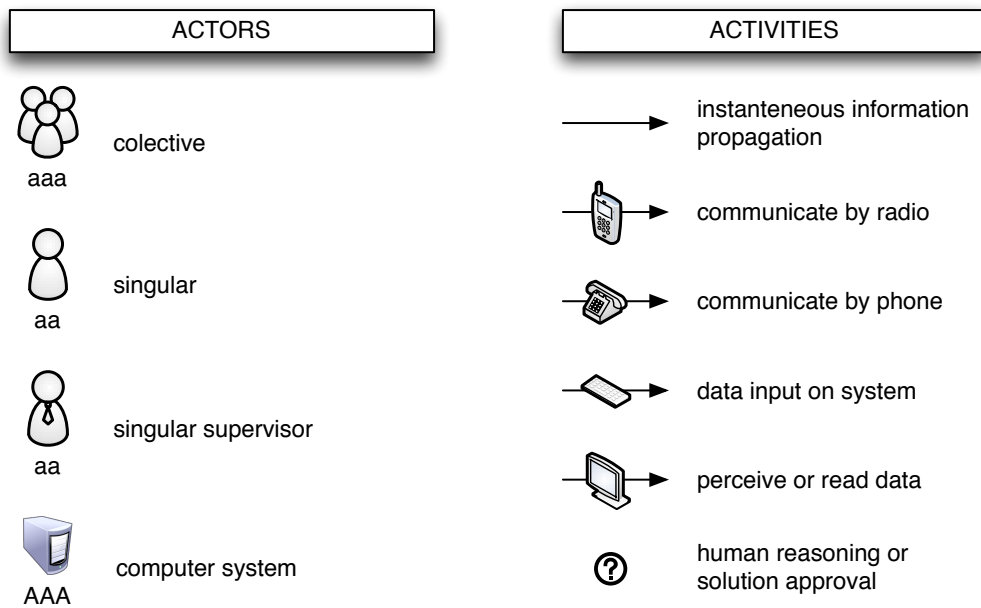 ACTORS
aaa
colective
aa
singular
aa
singular supervisor
AAA
computer system
ACTIVITIES
instanteneous information
propagation
communicate by radio
communicate by phone
data input on system
perceive or read data
?
human reasoning or
solution approval